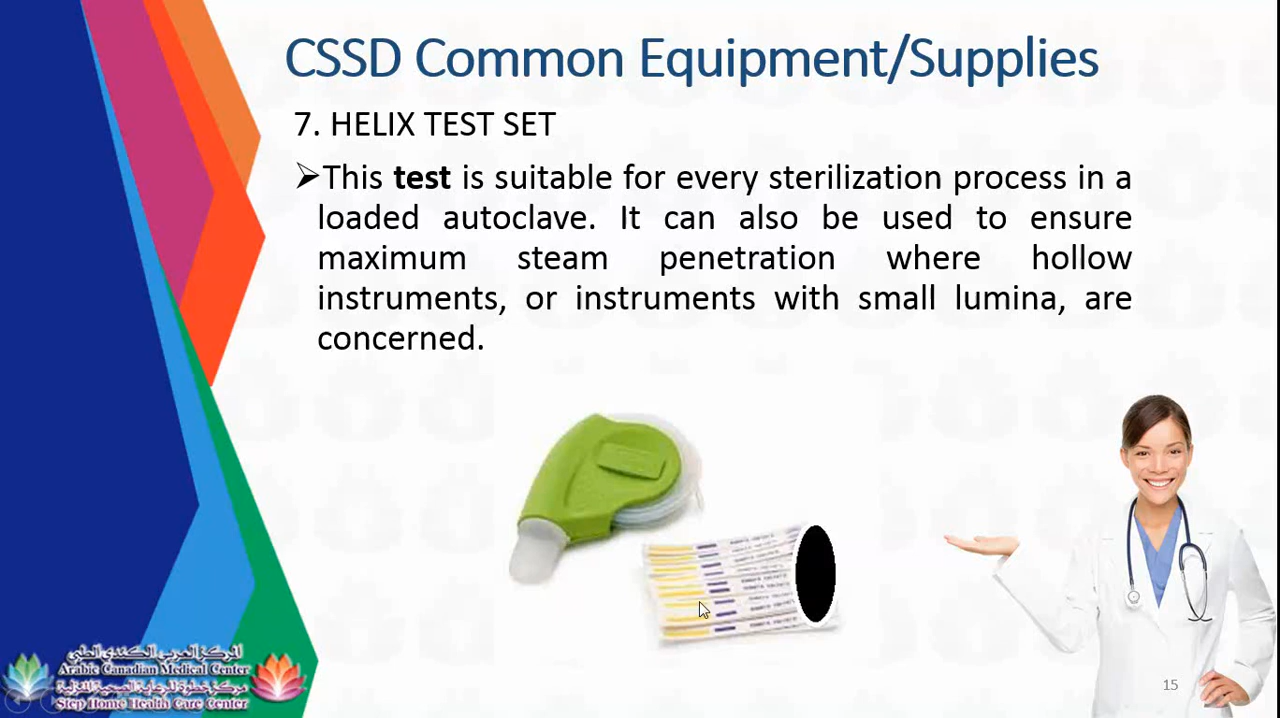 CSSD Common Equipment/Supplies
7. HELIX TEST SET
➢This test is suitable for every sterilization process in a
loaded autoclave. It can also be used to ensure
maximum steam penetration where hollow
instruments, or instruments with small lumina, are
concerned.
15
المركز العربي الكندي الطبي
Arabic Canadian Medical Center
مركز خطوة للرعاية الصحية المنزلية
Step Home Health Care Center